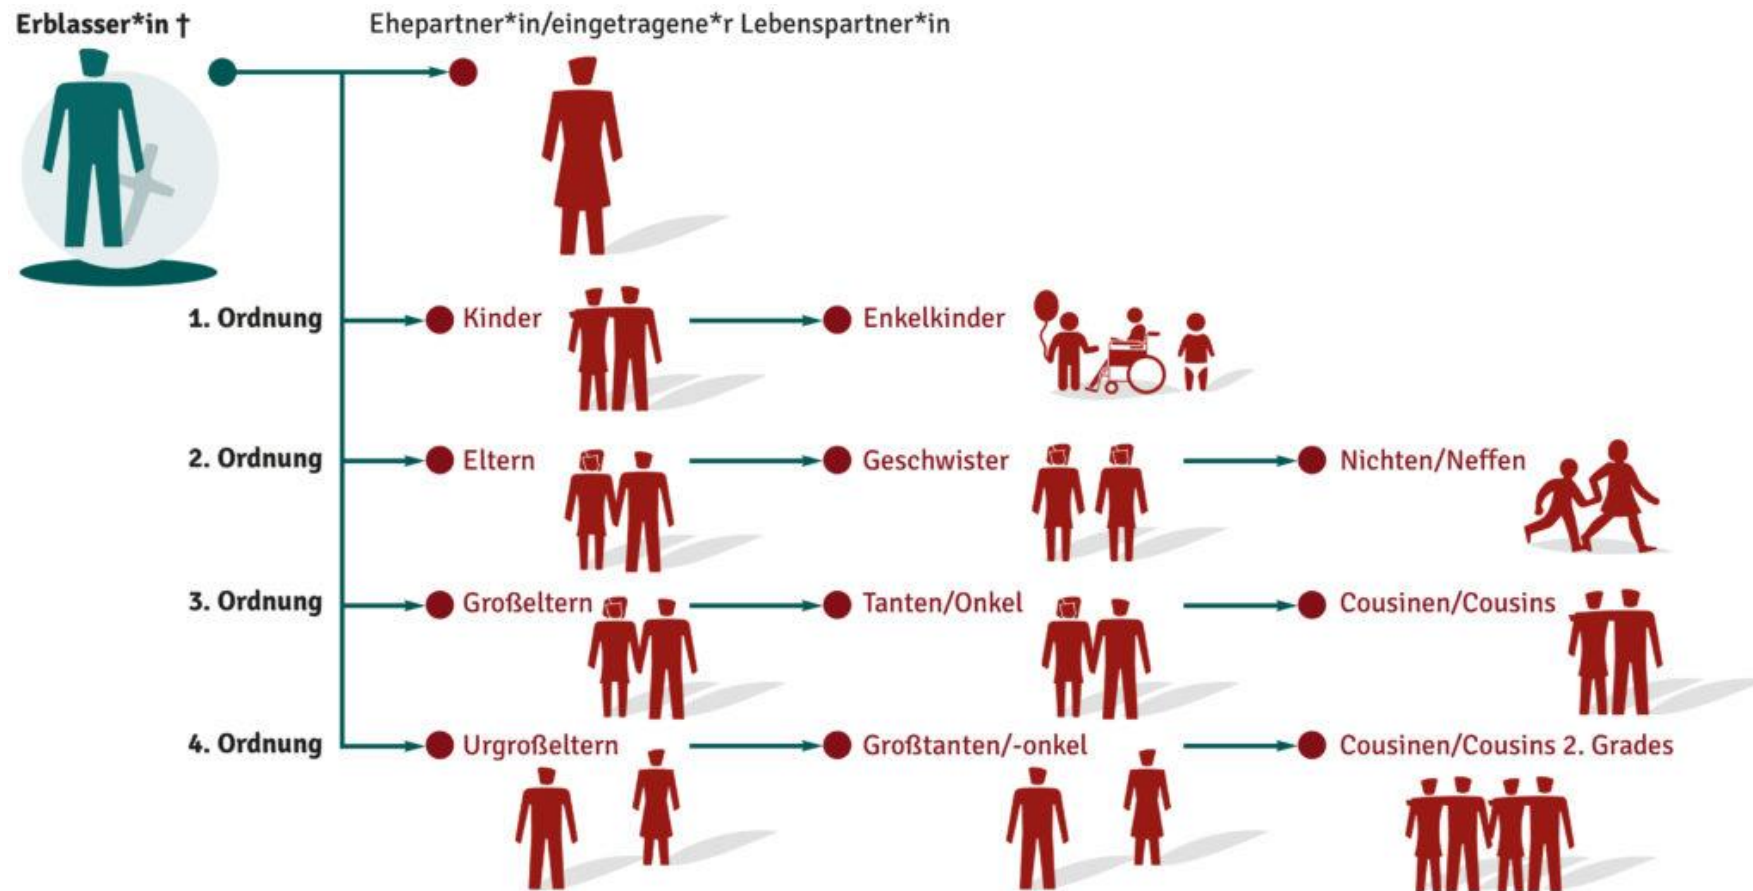 Erblasser*in †
Ehepartner*in/eingetragene*r Lebenspartner*in
1. Ordnung
Kinder
Enkelkinder
2. Ordnung
Eltern
Geschwister
Nichten/Neffen
3. Ordnung
Großeltern
Tanten/Onkel
Cousinen/Cousins
4. Ordnung
Urgroßeltern
Großtanten/-onkel
Cousinen/Cousins 2. Grades